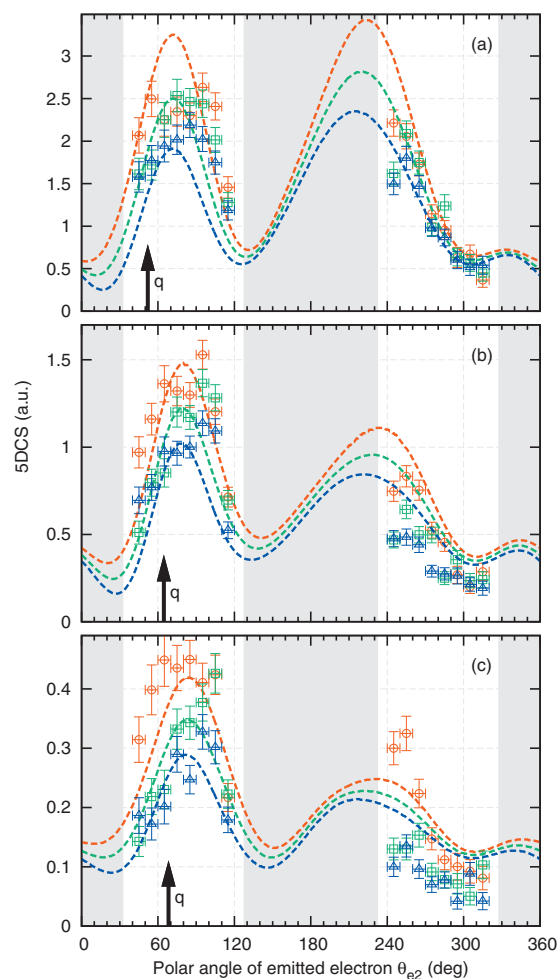 3.5
3
2.5
2
1.5
1
0.5
0
(a)
q
1.5
1
0.5
0
(b)
q
5DCS (a.u.)
0.4
0.3
0.2
0.1
0
(c)
q
0 60 120 180 240 300 360
Polar angle of emitted electron θe2 (deg)